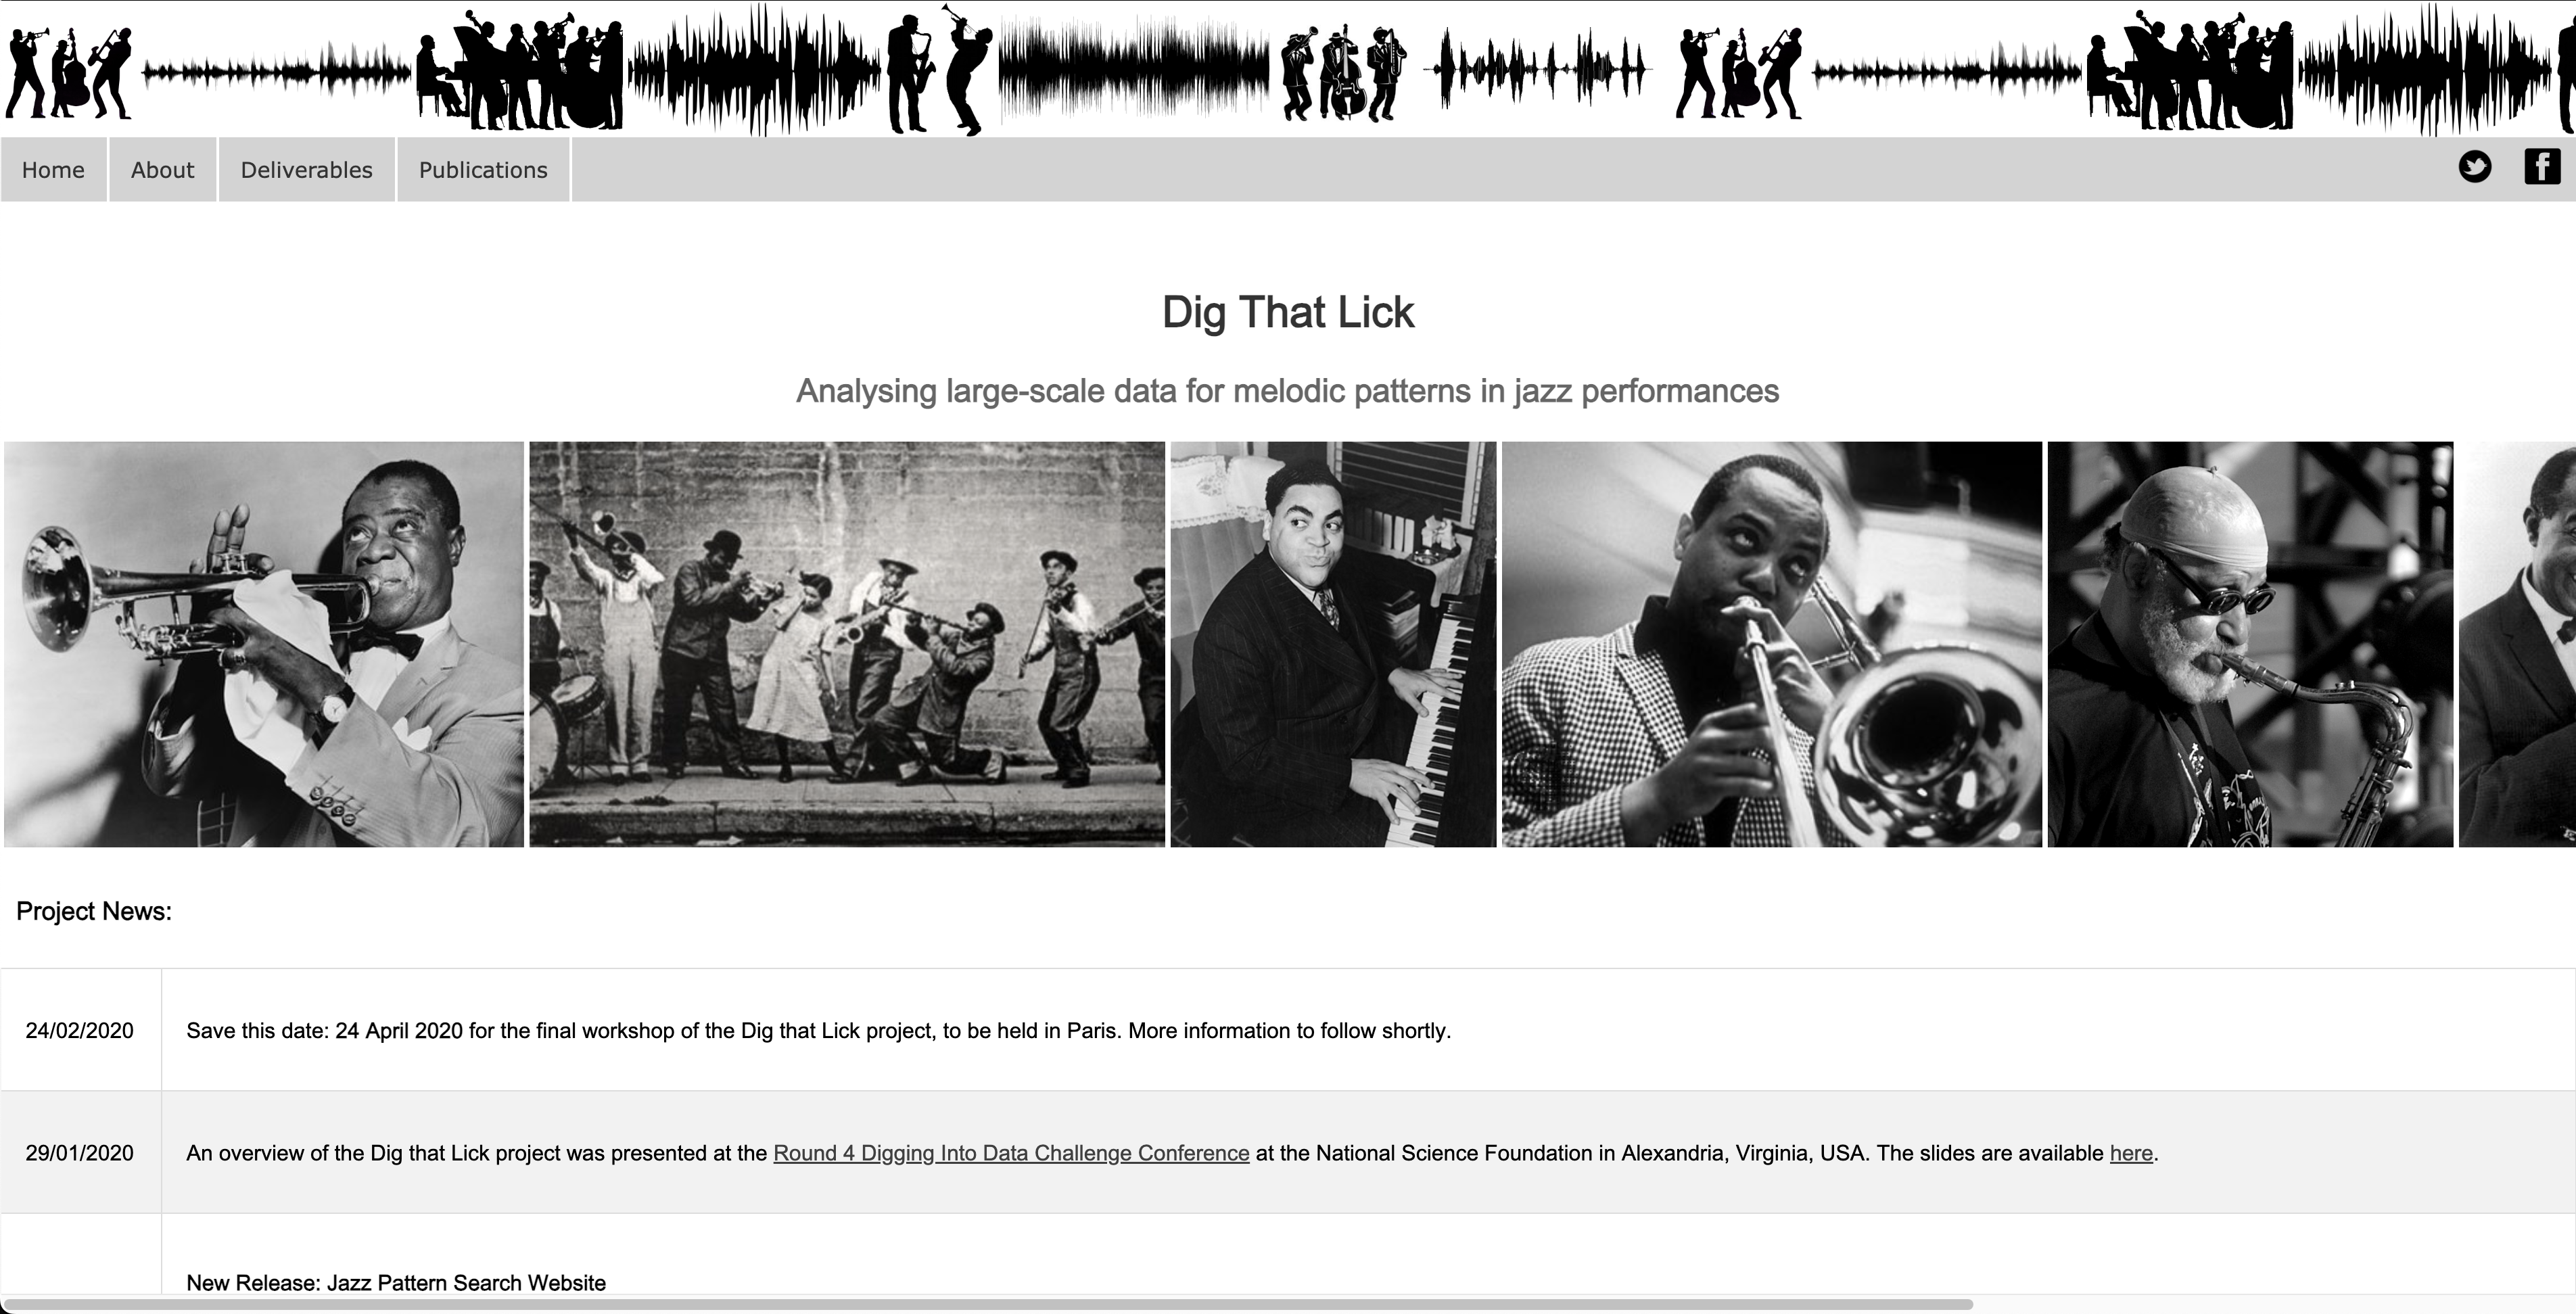 Home
About
Deliverables
Publications
Dig That Lick
Analysing large-scale data for melodic patterns in jazz performances
Project News:
24/02/2020
Save this date: 24 April 2020 for the final workshop of the Dig that Lick project, to be held in Paris. More information to follow shortly.
29/01/2020
An overview of the Dig that Lick project was presented at the Round 4 Digging Into Data Challenge Conference at the National Science Foundation in Alexandria, Virginia, USA. The slides are available here.
New Release: Jazz Pattern Search Website